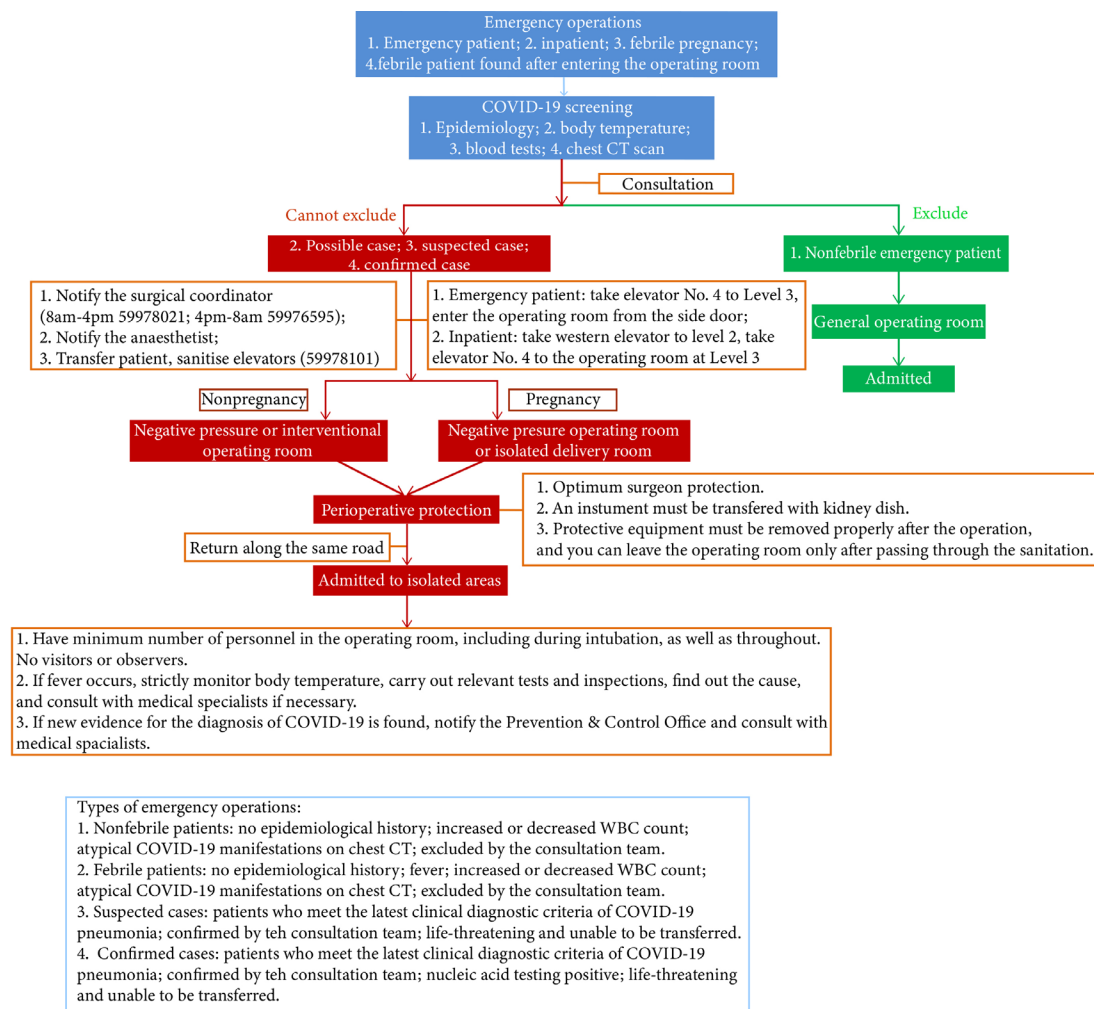 Emergency operations
1. Emergency patient; 2. inpatient; 3. febrile pregnancy;
4.febrile patient found after entering the operating room
COVID-19 screening
1. Epidemiology; 2. body temperature;
3. blood tests; 4. chest CT scan
Consultation
Cannot exclude
Exclude
2. Possible case; 3. suspected case;
4. confirmed case
1. Nonfebrile emergency patient
1. Notify the surgical coordinator
(8am-4pm 59978021; 4pm-8am 59976595);
2. Notify the anaesthetist;
3. Transfer patient, sanitise elevators (59978101)
1. Emergency patient: take elevator No. 4 to Level 3,
enter the operating room from the side door;
2. Inpatient: take western elevator to level 2, take
elevator No. 4 to the operating room at Level 3
General operating room
Admitted
Nonpregnancy
Pregnancy
Negative pressure or interventional
operating room
Negative presure operating room
or isolated delivery room
Perioperative protection
1. Optimum surgeon protection.
2. An instument must be transfered with kidney dish.
3. Protective equipment must be removed properly after the operation,
and you can leave the operating room only after passing through the sanitation.
Return along the same road
Admitted to isolated areas
1. Have minimum number of personnel in the operating room, including during intubation, as well as throughout.
No visitors or observers.
2. If fever occurs, strictly monitor body temperature, carry out relevant tests and inspections, find out the cause,
and consult with medical specialists if necessary.
3. If new evidence for the diagnosis of COVID-19 is found, notify the Prevention & Control Office and consult with
medical spacialists.
Types of emergency operations:
1. Nonfebrile patients: no epidemiological history; increased or decreased WBC count;
atypical COVID-19 manifestations on chest CT; excluded by the consultation team.
2. Febrile patients: no epidemiological history; fever; increased or decreased WBC count;
atypical COVID-19 manifestations on chest CT; excluded by the consultation team.
3. Suspected cases: patients who meet the latest clinical diagnostic criteria of COVID-19
pneumonia; confirmed by teh consultation team; life-threatening and unable to be transferred.
4. Confirmed cases: patients who meet the latest clinical diagnostic criteria of COVID-19
pneumonia; confirmed by teh consultation team; nucleic acid testing positive; life-threatening
and unable to be transferred.